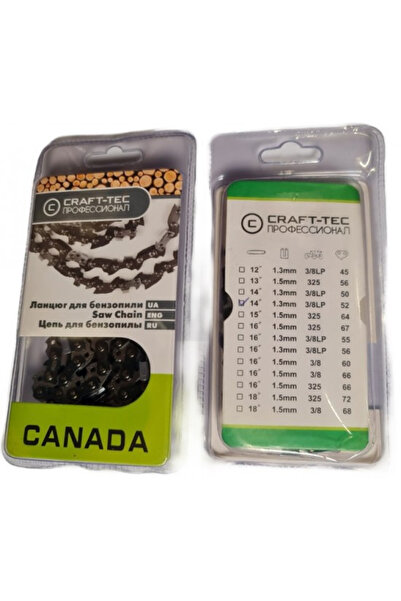 CRAFT-TEC
ПРОФЕССИОНАЛ
Ланцюг для бензопили UA
Saw Chain ENG
Цепь для бензопилы RU
CANADA
C CRAFT-TEC
ПРОФЕССИОНАЛ
12" 1.3mm 3/8LP 45
13" 1.5mm 325 56
14" 1.3mm 3/8LP 50
14" 1.3mm 3/8LP 52
15" 1.5mm 325 64
16" 1.5mm 325 67
16" 1.3mm 3/8LP 55
16" 1.3mm 3/8LP 56
16" 1.5mm 3/8 60
16" 1.5mm 3/8 66
16" 1.5mm 325 66
18" 1.5mm 325 72
18" 1.5mm 3/8 68